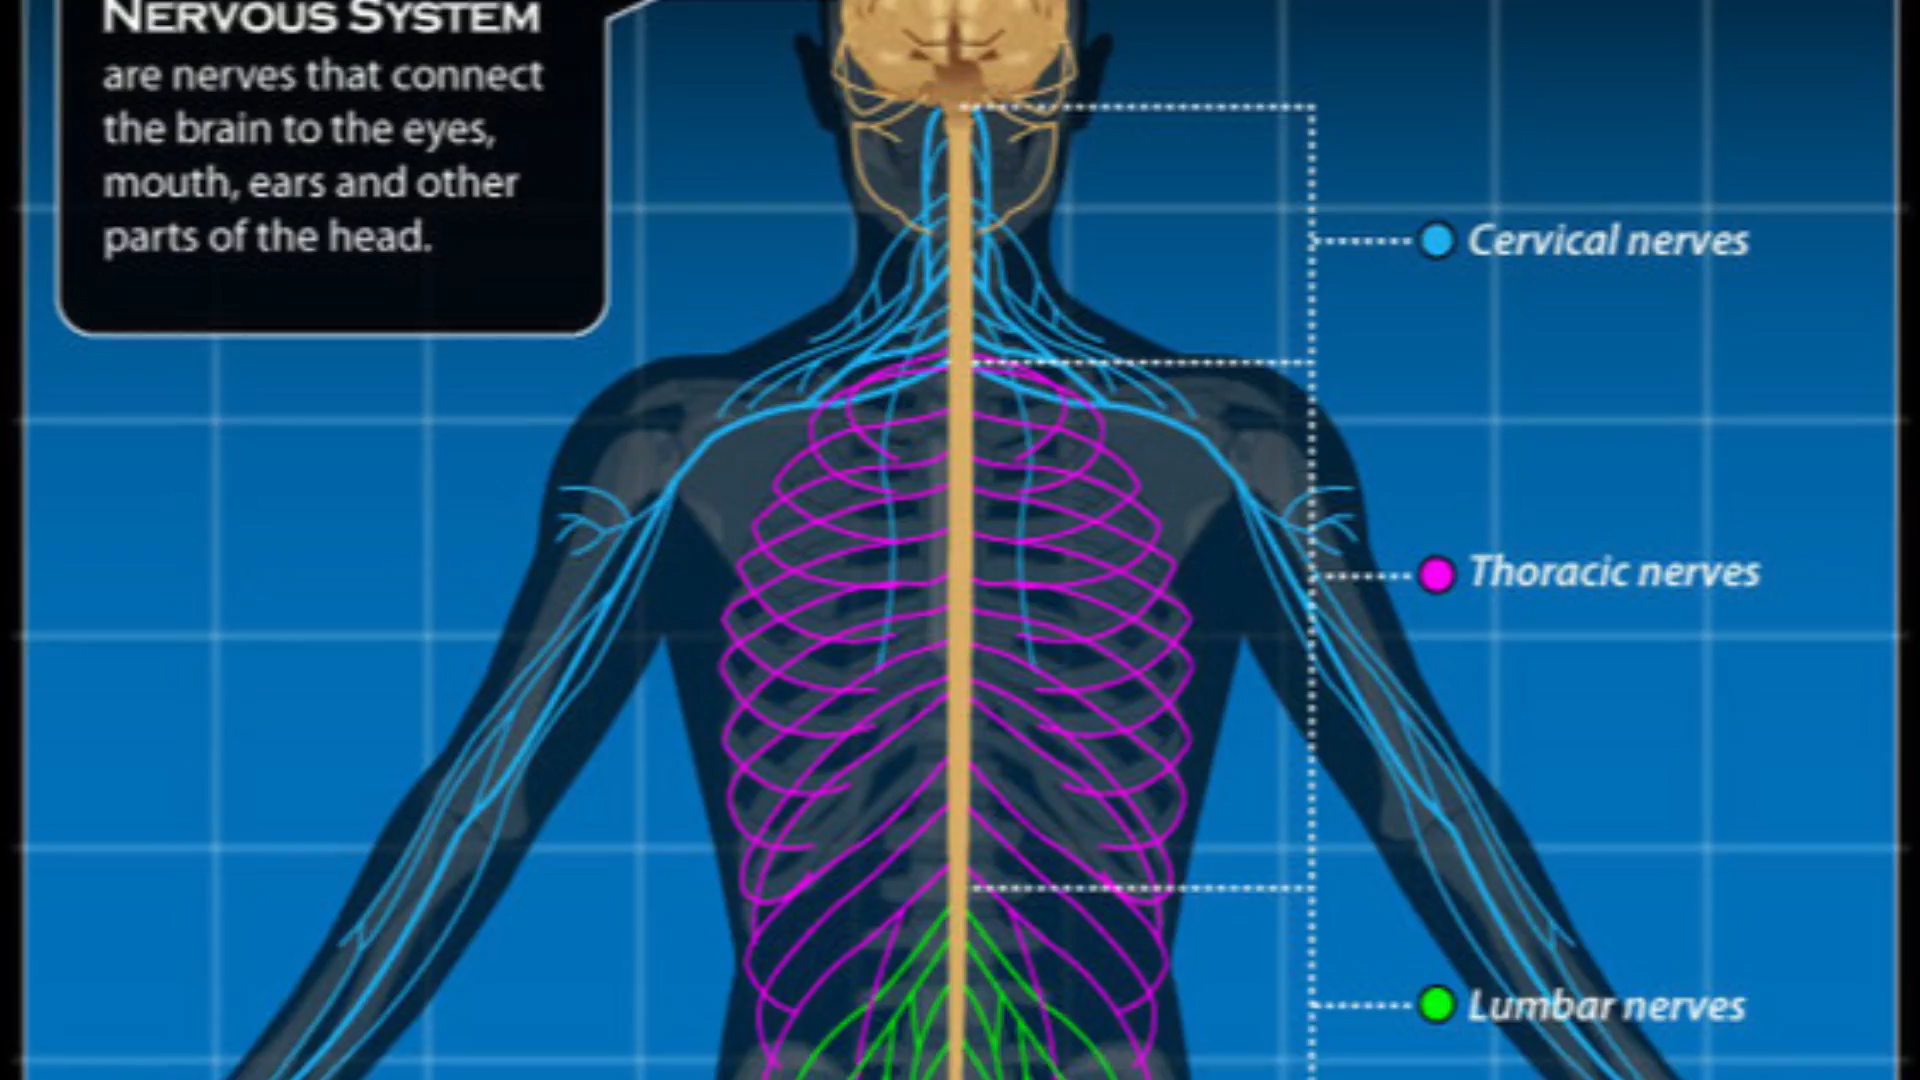 NERVOUS SYSTEM
are nerves that connect
the brain to the eyes,
mouth, ears and other
parts of the head.
Cervical nerves
Thoracic nerves
Lumbar nerves